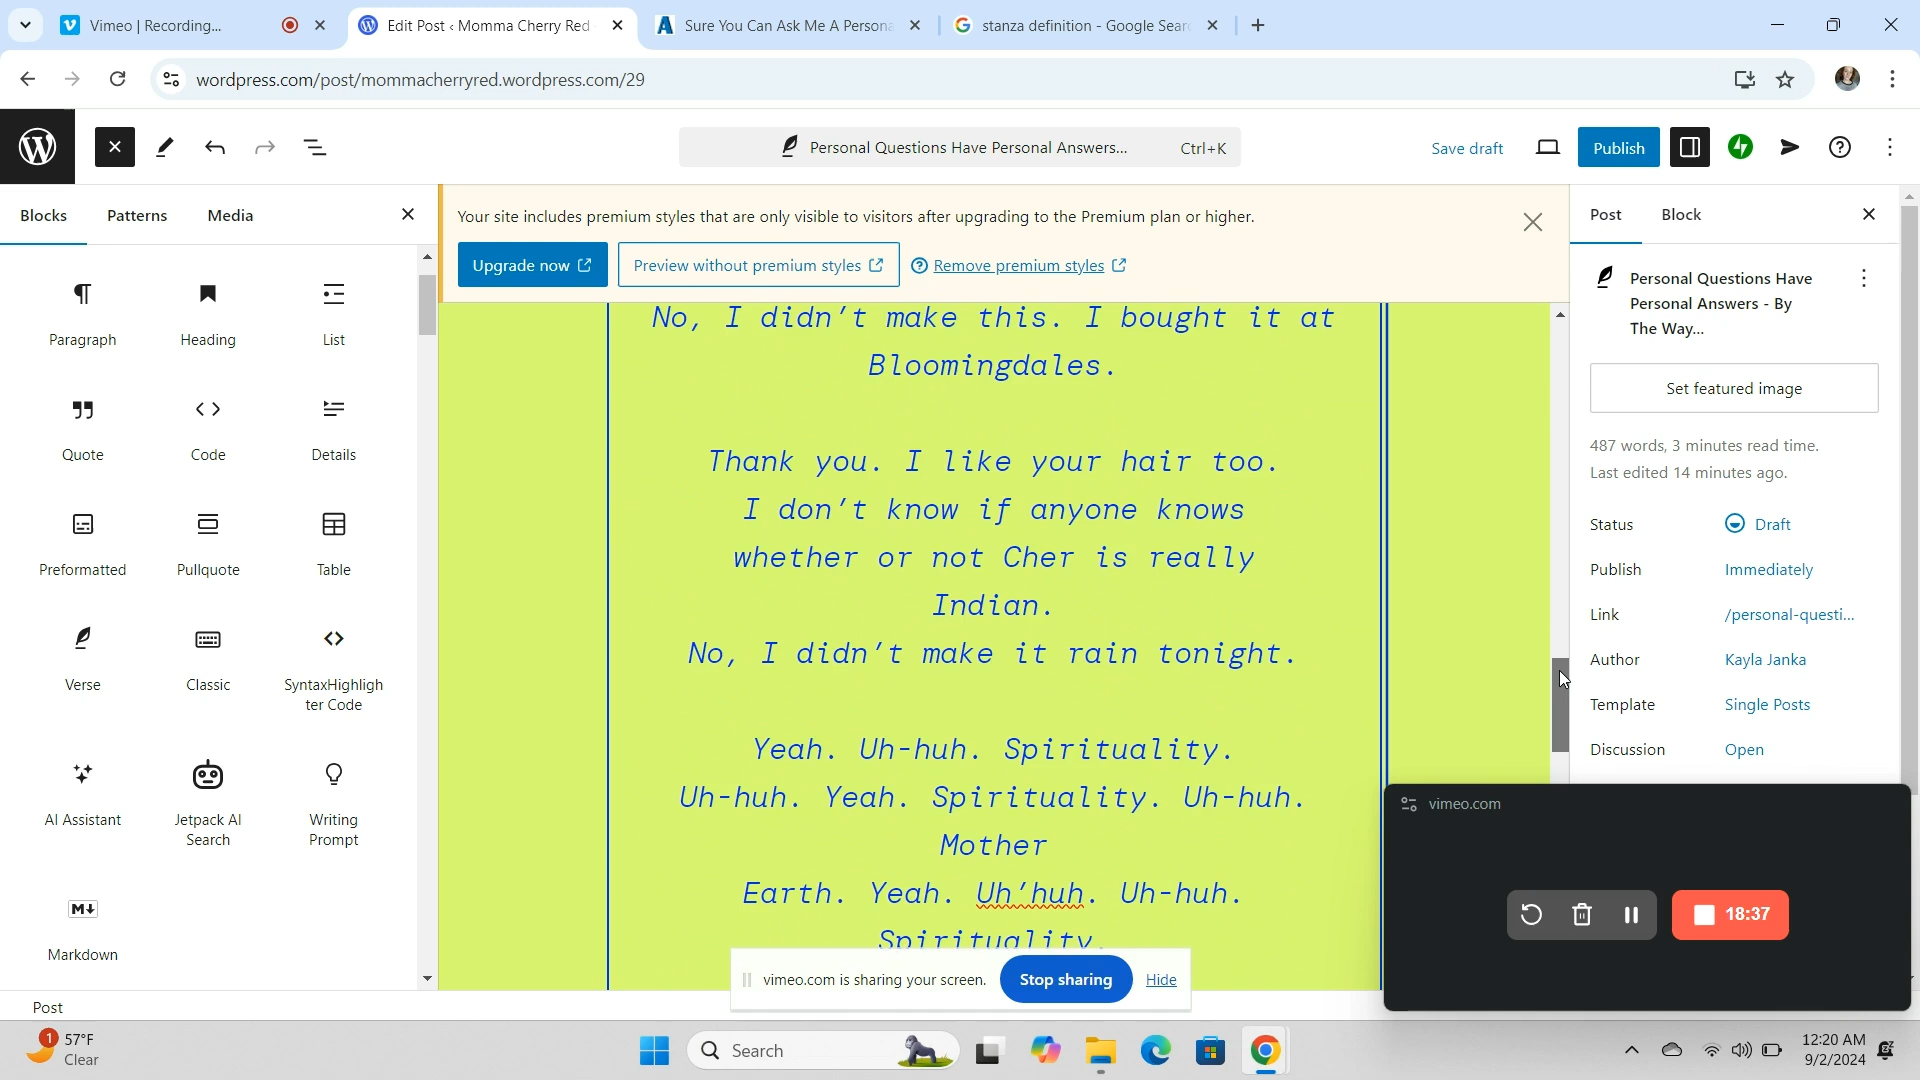 Vimeo | Recording...
Edit Post ‹ Momma Cherry Red
Sure You Can Ask Me A Persona
stanza definition - Google Sear
wordpress.com/post/mommacherryred.wordpress.com/29
Personal Questions Have Personal Answers... Ctrl+K
Save draft
Publish
Blocks Patterns Media
Your site includes premium styles that are only visible to visitors after upgrading to the Premium plan or higher.
Upgrade now
Preview without premium styles
Remove premium styles
Paragraph Heading List
Quote Code Details
Preformatted Pullquote Table
Verse Classic SyntaxHighligh
ter Code
AI Assistant Jetpack AI
Search
Writing
Prompt
Markdown
No, I didn't make this. I bought it at
Bloomingdales.
Thank you. I like your hair too.
I don't know if anyone knows
whether or not Cher is really
Indian.
No, I didn't make it rain tonight.
Yeah. Uh-huh. Spirituality.
Uh-huh. Yeah. Spirituality. Uh-huh.
Mother
Earth. Yeah. Uh'huh. Uh-huh.
Spirituality.
Post Block
Personal Questions Have
Personal Answers - By
The Way...
Set featured image
487 words, 3 minutes read time.
Last edited 14 minutes ago.
Status Draft
Publish Immediately
Link /personal-questi...
Author Kayla Janka
Template Single Posts
Discussion Open
vimeo.com
18:37
vimeo.com is sharing your screen.
Stop sharing
Hide
Post
1
57°F
Clear
Search
12:20 AM
9/2/2024